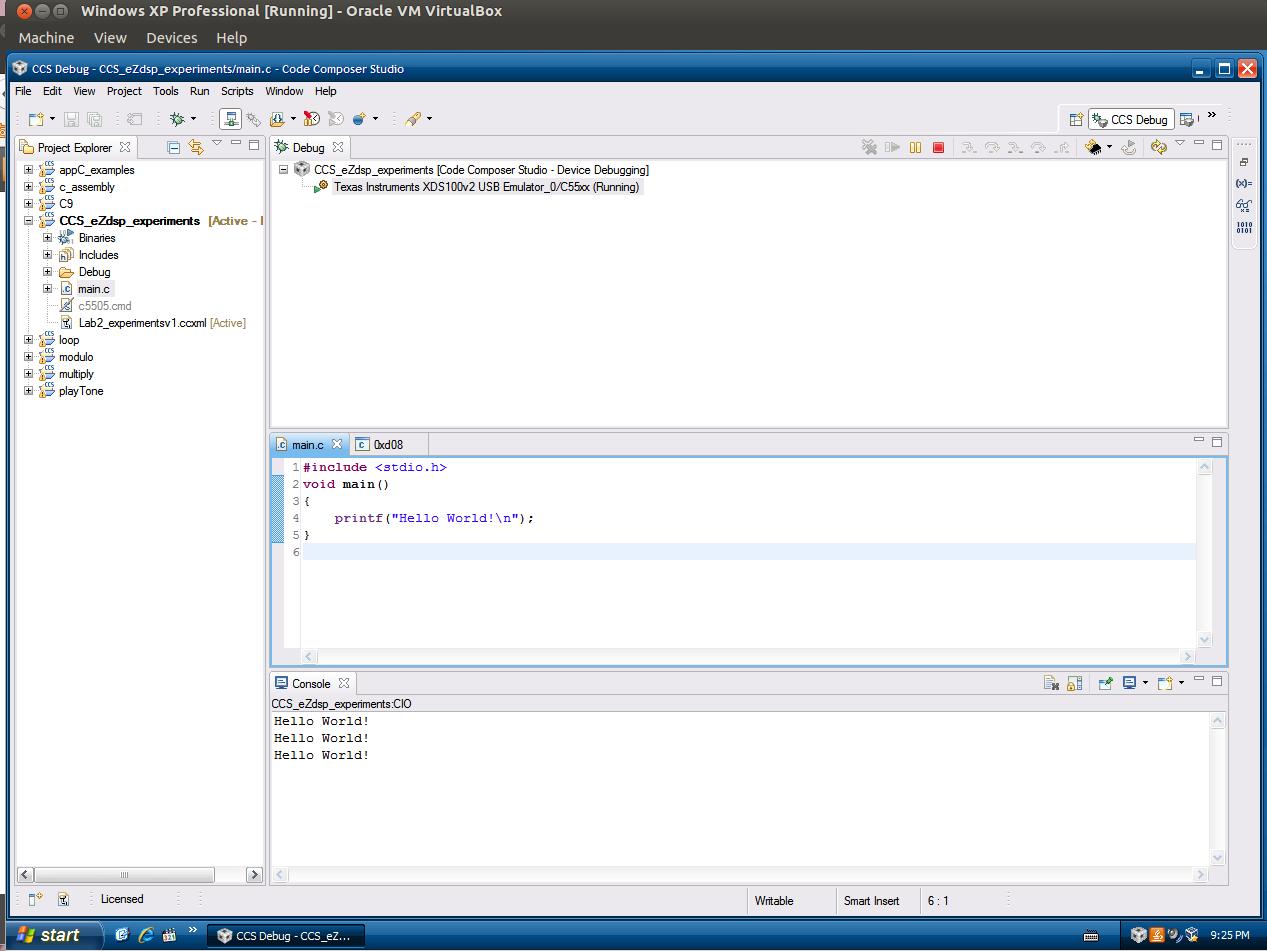 Windows XP Professional [Running] - Oracle VM VirtualBox
Machine View Devices Help
CCS Debug - CCS_eZdsp_experiments/main.c - Code Composer Studio
File Edit View Project Tools Run Scripts Window Help
CCS Debug
Project Explorer
appC_examples
c_assembly
C9
CCS_eZdsp_experiments [Active -
Binaries
Includes
Debug
main.c
c5505.cmd
Lab2_experimentsv1.ccxml [Active]
loop
modulo
multiply
playTone
Debug
CCS_eZdsp_experiments [Code Composer Studio - Device Debugging]
Texas Instruments XDS100v2 USB Emulator_0/C55xx (Running)
main.c 0xd08
1 #include <stdio.h>
2 void main()
3 {
4 printf("Hello World!\n");
5 }
6
Console
CCS_eZdsp_experiments:CIO
Hello World!
Hello World!
Hello World!
Licensed
Writable Smart Insert 6 : 1
start
CCS Debug - CCS_eZ...
9:25 PM